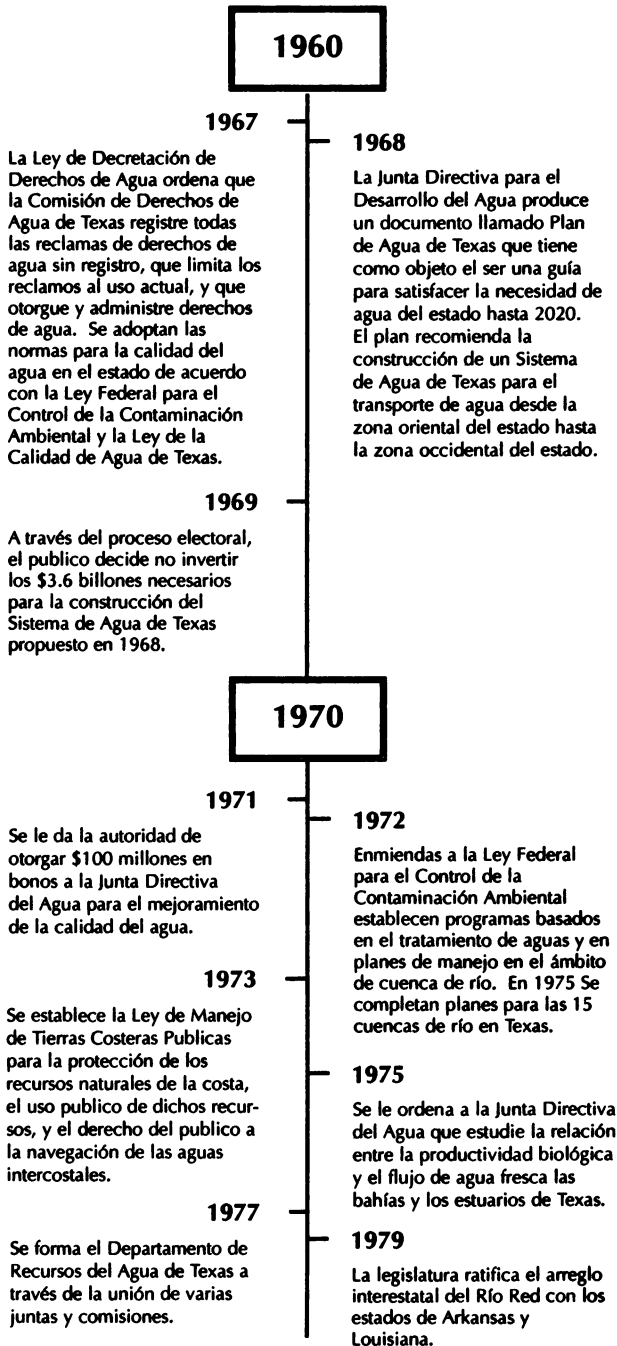 1960
1967
La Ley de Decretación de
Derechos de Agua ordena que
la Comisión de Derechos de
Agua de Texas registre todas
las reclamas de derechos de
agua sin registro, que limita los
reclamos al uso actual, y que
otorgue y administre derechos
de agua. Se adoptan las
normas para la calidad del
agua en el estado de acuerdo
con la Ley Federal para el
Control de la Contaminación
Ambiental y la Ley de la
Calidad de Agua de Texas.
1968
La Junta Directiva para el
Desarrollo del Agua produce
un documento llamado Plan
de Agua de Texas que tiene
como objeto el ser una guía
para satisfacer la necesidad de
agua del estado hasta 2020.
El plan recomienda la
construcción de un Sistema
de Agua de Texas para el
transporte de agua desde la
zona oriental del estado hasta
la zona occidental del estado.
1969
A través del proceso electoral,
el publico decide no invertir
los $3.6 billones necesarios
para la construcción del
Sistema de Agua de Texas
propuesto en 1968.
1970
1971
Se le da la autoridad de
otorgar $100 millones en
bonos a la Junta Directiva
del Agua para el mejoramiento
de la calidad del agua.
1972
Enmiendas a la Ley Federal
para el Control de la
Contaminación Ambiental
establecen programas basados
en el tratamiento de aguas y en
planes de manejo en el ámbito
de cuenca de río. En 1975 Se
completan planes para las 15
cuencas de río en Texas.
1973
Se establece la Ley de Manejo
de Tierras Costeras Publicas
para la protección de los
recursos naturales de la costa,
el uso publico de dichos recur-
sos, y el derecho del publico a
la navegación de las aguas
intercostales.
1975
Se le ordena a la Junta Directiva
del Agua que estudie la relación
entre la productividad biológica
y el flujo de agua fresca las
bahías y los estuarios de Texas.
1977
Se forma el Departamento de
Recursos del Agua de Texas a
través de la unión de varias
juntas y comisiones.
1979
La legislatura ratifica el arreglo
interestatal del Río Red con los
estados de Arkansas y
Louisiana.